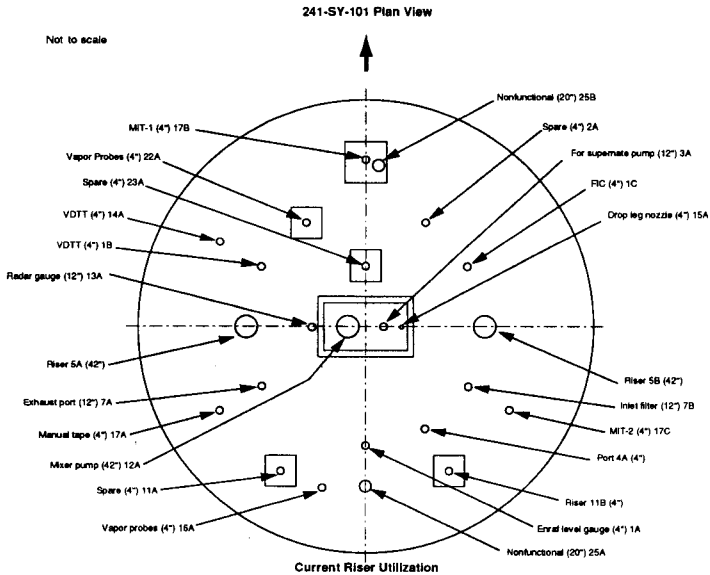 241-SY-101 Plan View
Not to scale
Nonfunctional (20") 25B
MIT-1 (4") 17B
Spare (4") 2A
Vapor Probes (4") 22A
For supernate pump (12") 3A
Spare (4") 23A
FIC (4") 1C
VDTT (4") 14A
Drop leg nozzle (4") 15A
VDTT (4") 1B
Radar gauge (12") 13A
Riser 5A (42")
Riser 5B (42")
Exhaust port (12") 7A
Inlet filter (12") 7B
Manual tape (4") 17A
MIT-2 (4") 17C
Mixer pump (42") 12A
Port 4A (4")
Spare (4") 11A
Riser 11B (4")
Vapor probes (4") 16A
Enraf level gauge (4") 1A
Nonfunctional (20") 25A
Current Riser Utilization